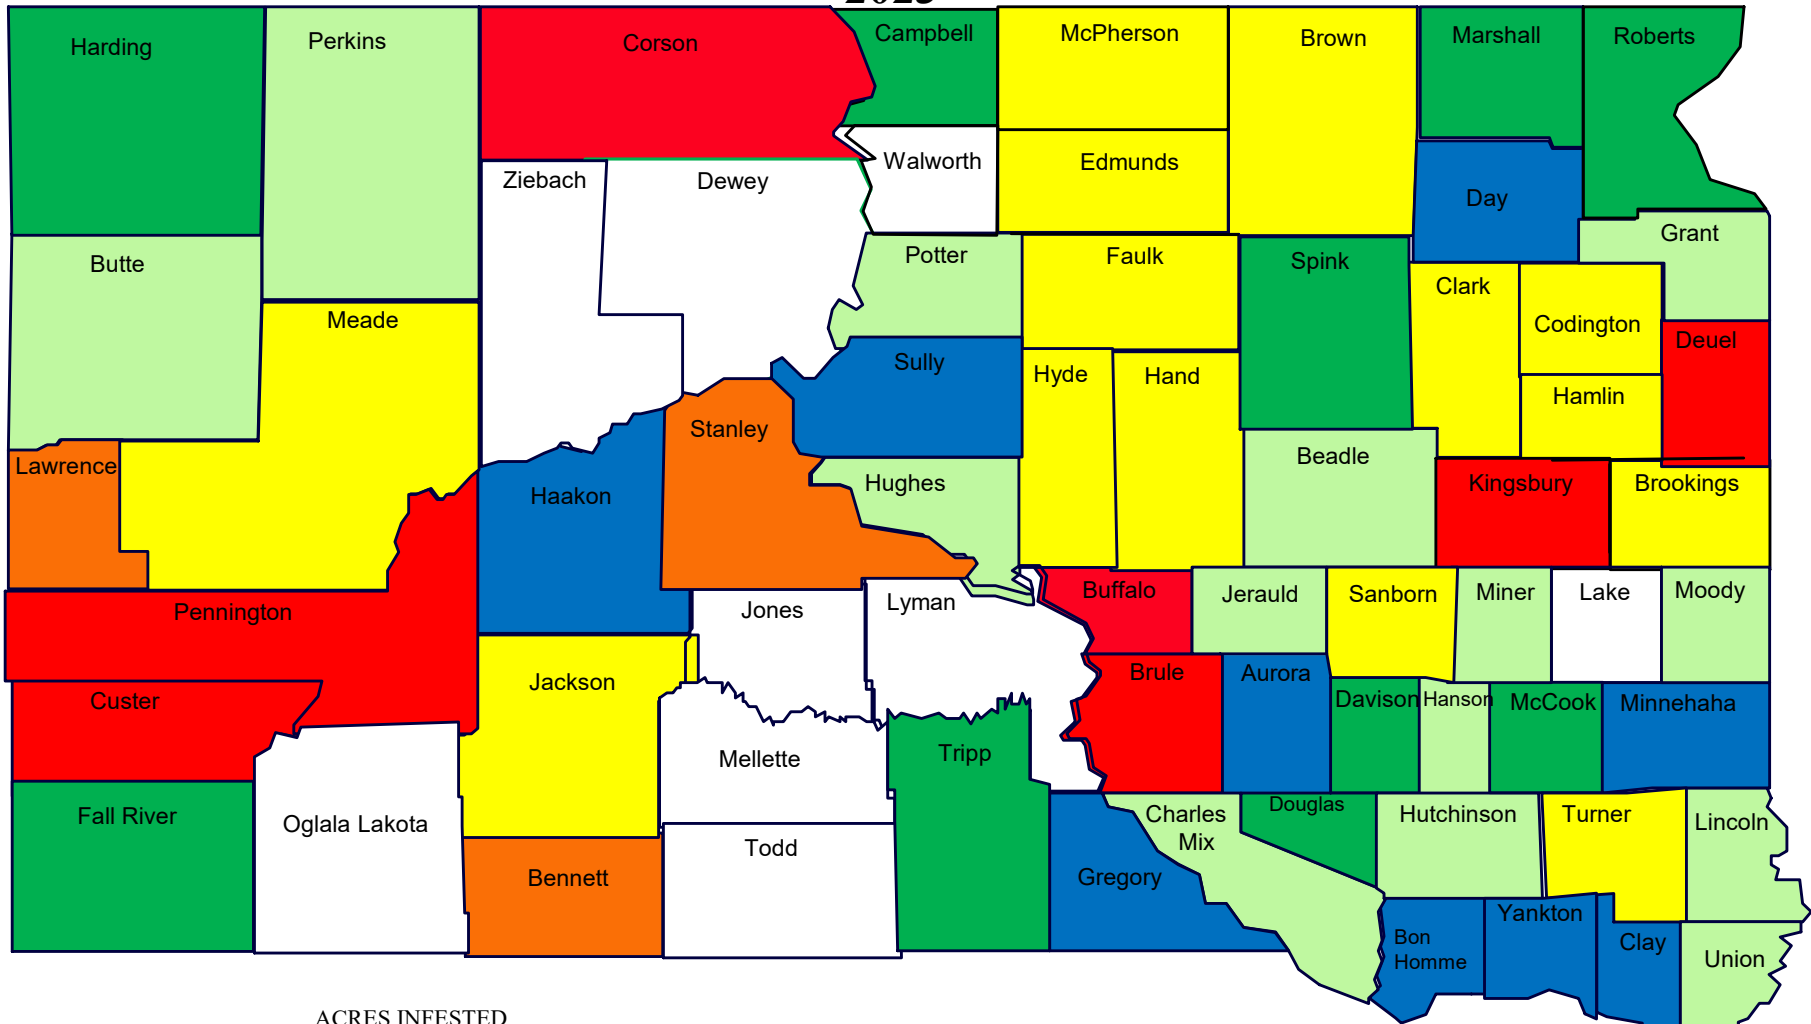 Harding
Perkins
Corson
Campbell
McPherson
Brown
Marshall
Roberts
Walworth
Edmunds
Ziebach
Dewey
Day
Grant
Butte
Potter
Faulk
Spink
Clark
Meade
Codington
Deuel
Sully
Hyde
Hand
Hamlin
Stanley
Lawrence
Haakon
Hughes
Beadle
Kingsbury
Brookings
Pennington
Jones
Lyman
Buffalo
Jerauld
Sanborn
Miner
Lake
Moody
Custer
Jackson
Brule
Aurora
Davison
Hanson
McCook
Minnehaha
Mellette
Tripp
Fall River
Oglala Lakota
Todd
Bennett
Gregory
Charles
Mix
Douglas
Hutchinson
Turner
Lincoln
Bon
Homme
Yankton
Clay
Union
ACRES INFESTED